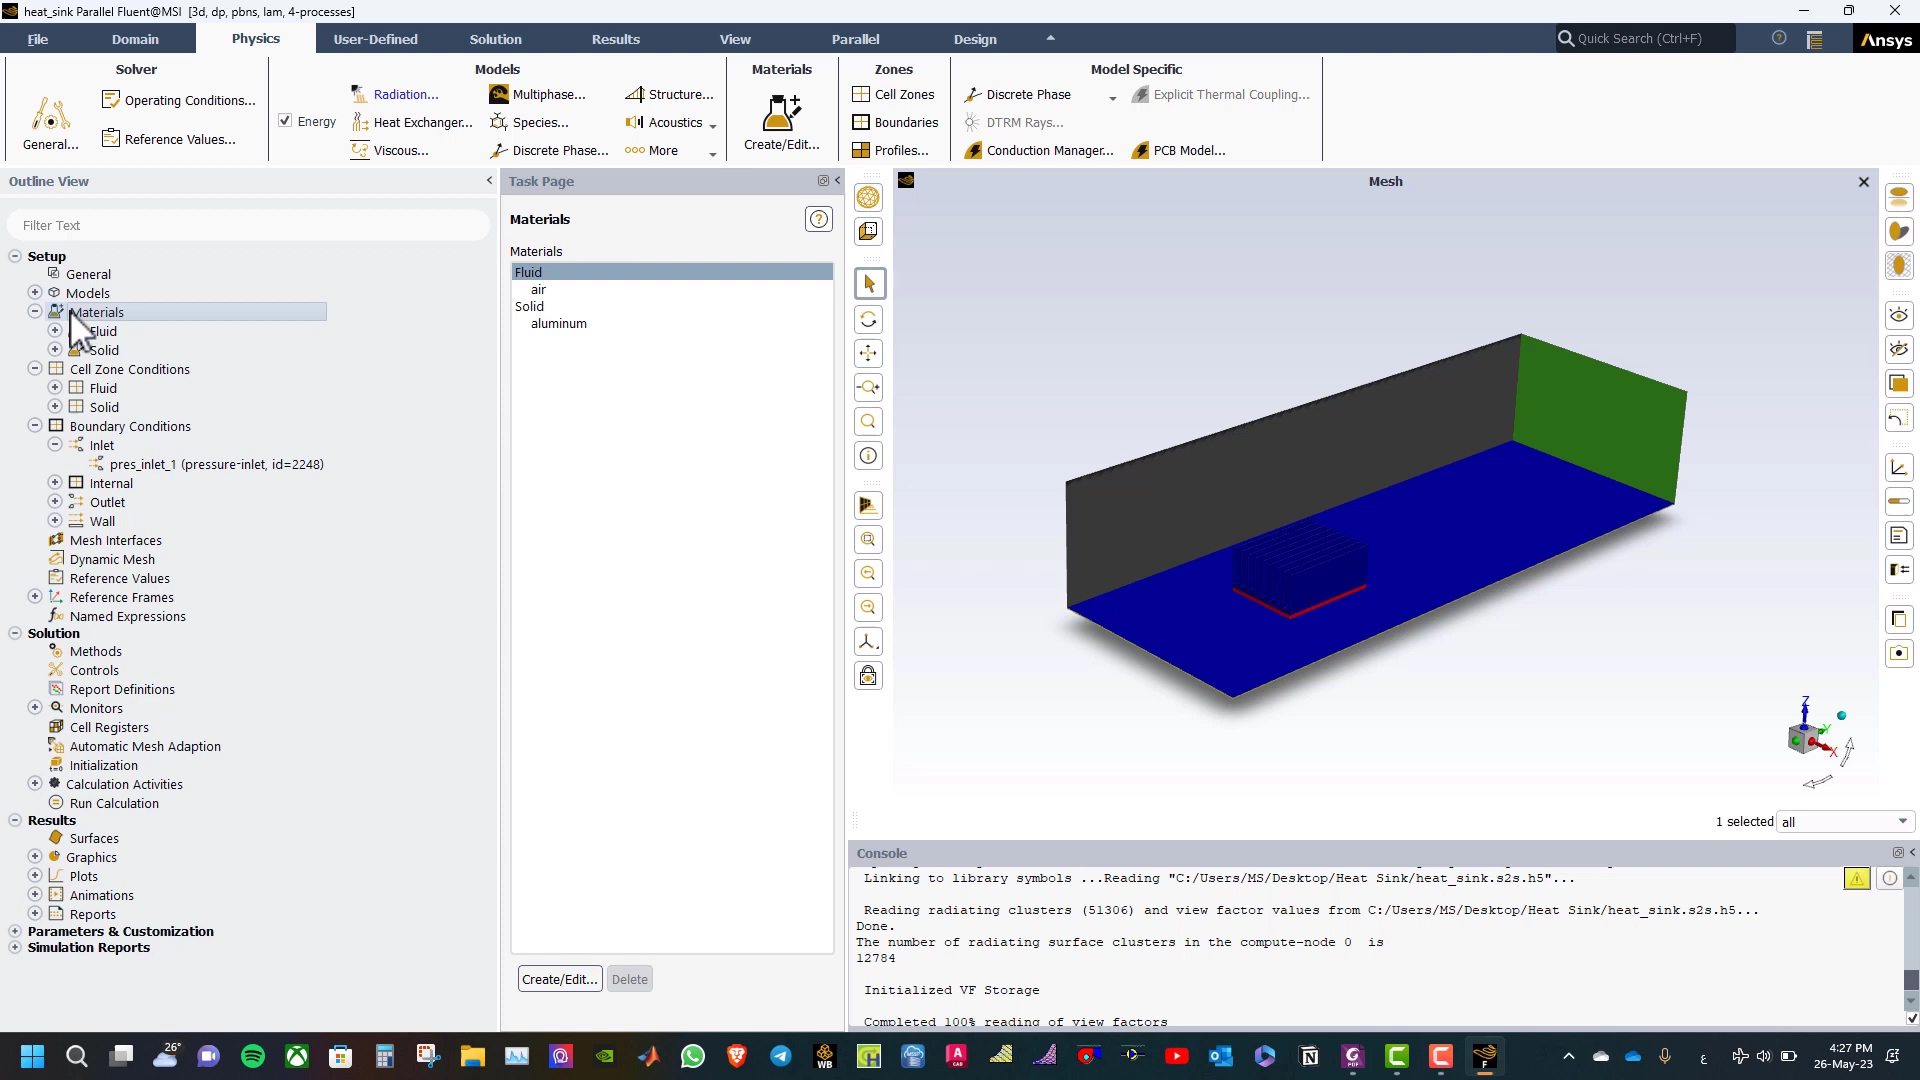 heat_sink Parallel Fluent@MSI [3d, dp, pbns, lam, 4-processes]
File Domain Physics User-Defined Solution Results View Parallel Design Quick Search (Ctrl+F) Ansys
Solver
General...
Operating Conditions...
Reference Values...
Models
Energy
Radiation... Multiphase... Structure...
Heat Exchanger... Species... Acoustics
Viscous... Discrete Phase... More
Materials
Create/Edit...
Zones
Cell Zones
Boundaries
Profiles...
Model Specific
Discrete Phase Explicit Thermal Coupling...
DTRM Rays...
Conduction Manager... PCB Model...
Outline View
Filter Text
Setup
General
Models
Materials
Fluid
Solid
Cell Zone Conditions
Fluid
Solid
Boundary Conditions
Inlet
pres_inlet_1 (pressure-inlet, id=2248)
Internal
Outlet
Wall
Mesh Interfaces
Dynamic Mesh
Reference Values
Reference Frames
Named Expressions
Solution
Methods
Controls
Report Definitions
Monitors
Cell Registers
Automatic Mesh Adaption
Initialization
Calculation Activities
Run Calculation
Results
Surfaces
Graphics
Plots
Animations
Reports
Parameters & Customization
Simulation Reports
Task Page
Materials
Materials
Fluid
air
Solid
aluminum
Create/Edit... Delete
Mesh
Z
Y
X
1 selected all
Console
Linking to library symbols ...Reading "C:/Users/MS/Desktop/Heat Sink/heat_sink.s2s.h5"...
Reading radiating clusters (51306) and view factor values from C:/Users/MS/Desktop/Heat Sink/heat_sink.s2s.h5...
Done.
The number of radiating surface clusters in the compute-node 0 is
12784
Initialized VF Storage
Completed 100% reading of view factors
26°
WB
PDF
F
ع
4:27 PM
26-May-23